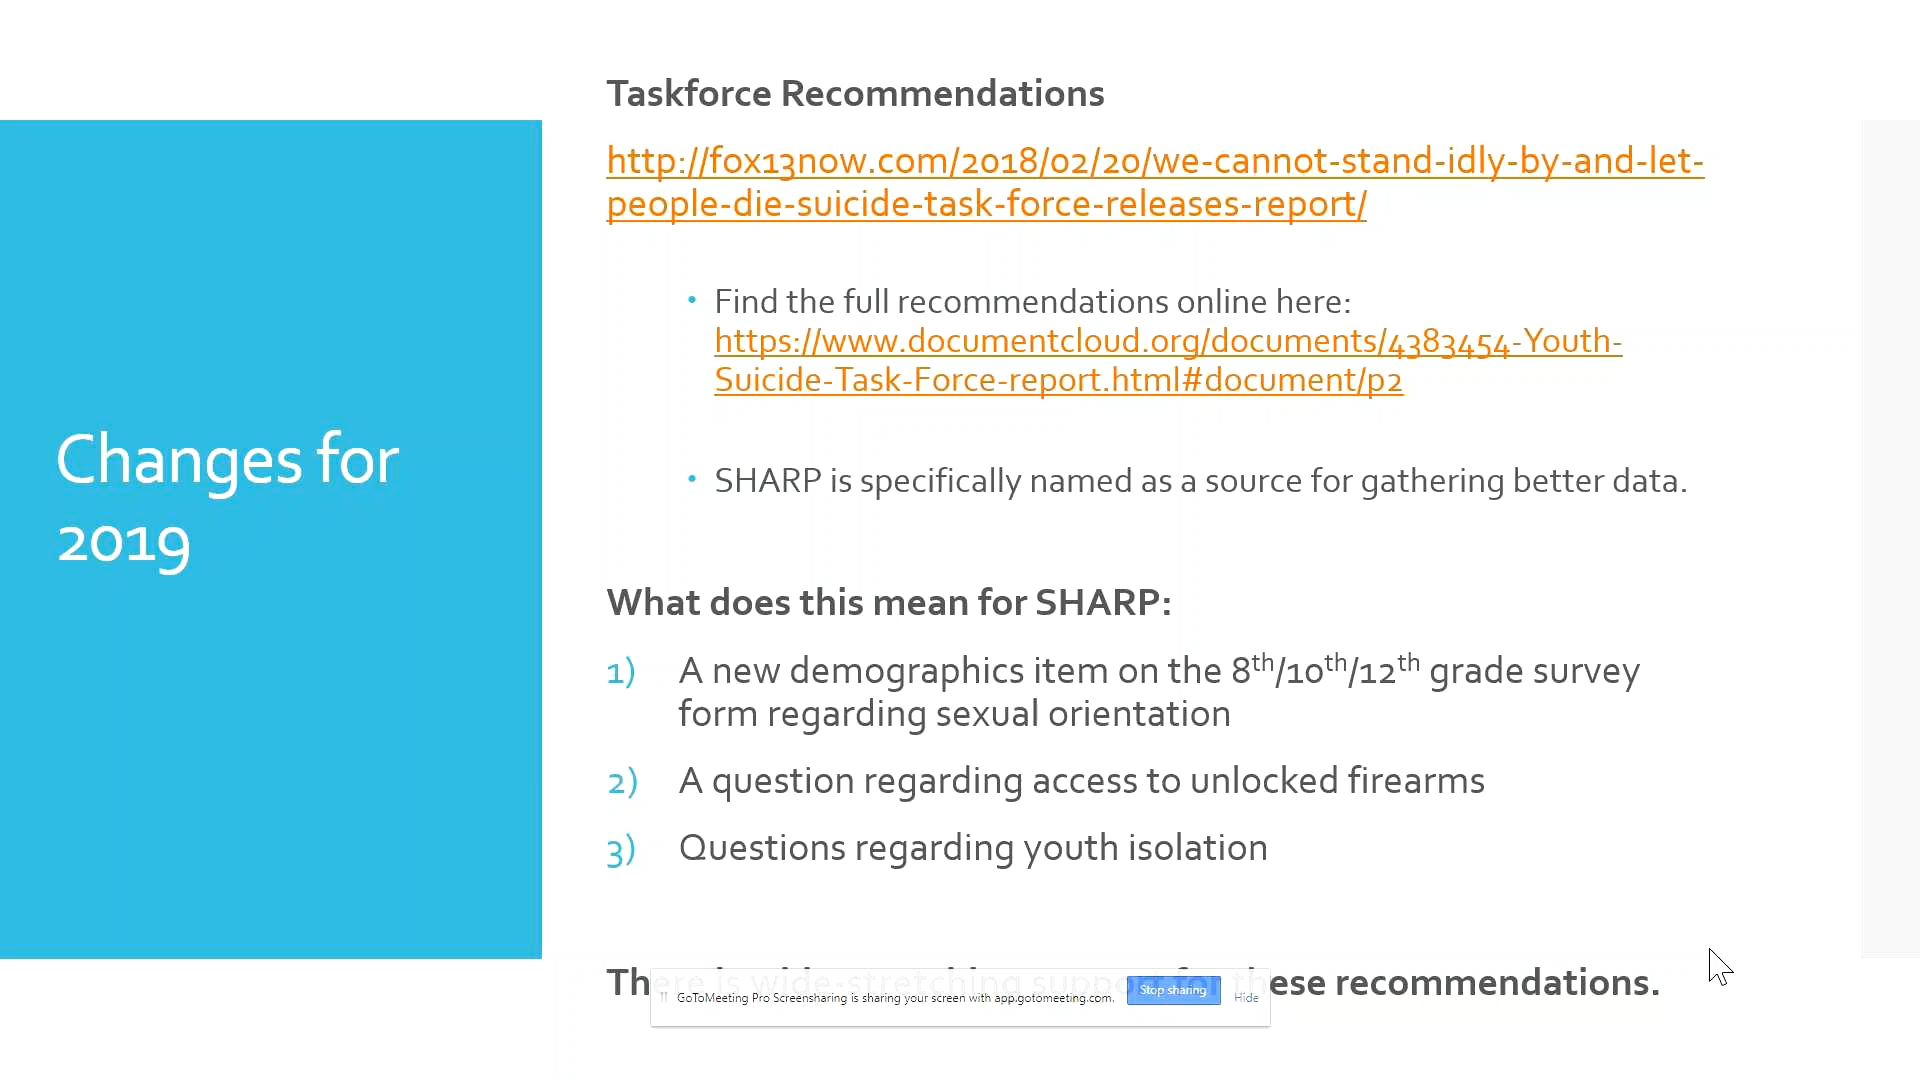 Changes for
2019
Taskforce Recommendations
http://fox13now.com/2018/02/20/we-cannot-stand-idly-by-and-let-
people-die-suicide-task-force-releases-report/
• Find the full recommendations online here:
https://www.documentcloud.org/documents/4383454-Youth-
Suicide-Task-Force-report.html#document/p2
• SHARP is specifically named as a source for gathering better data.
What does this mean for SHARP:
1) A new demographics item on the 8th/10th/12th grade survey
form regarding sexual orientation
2) A question regarding access to unlocked firearms
3) Questions regarding youth isolation
There is wide-stretching support for these recommendations.
GoToMeeting Pro Screensharing is sharing your screen with app.gotomeeting.com. Stop sharing Hide